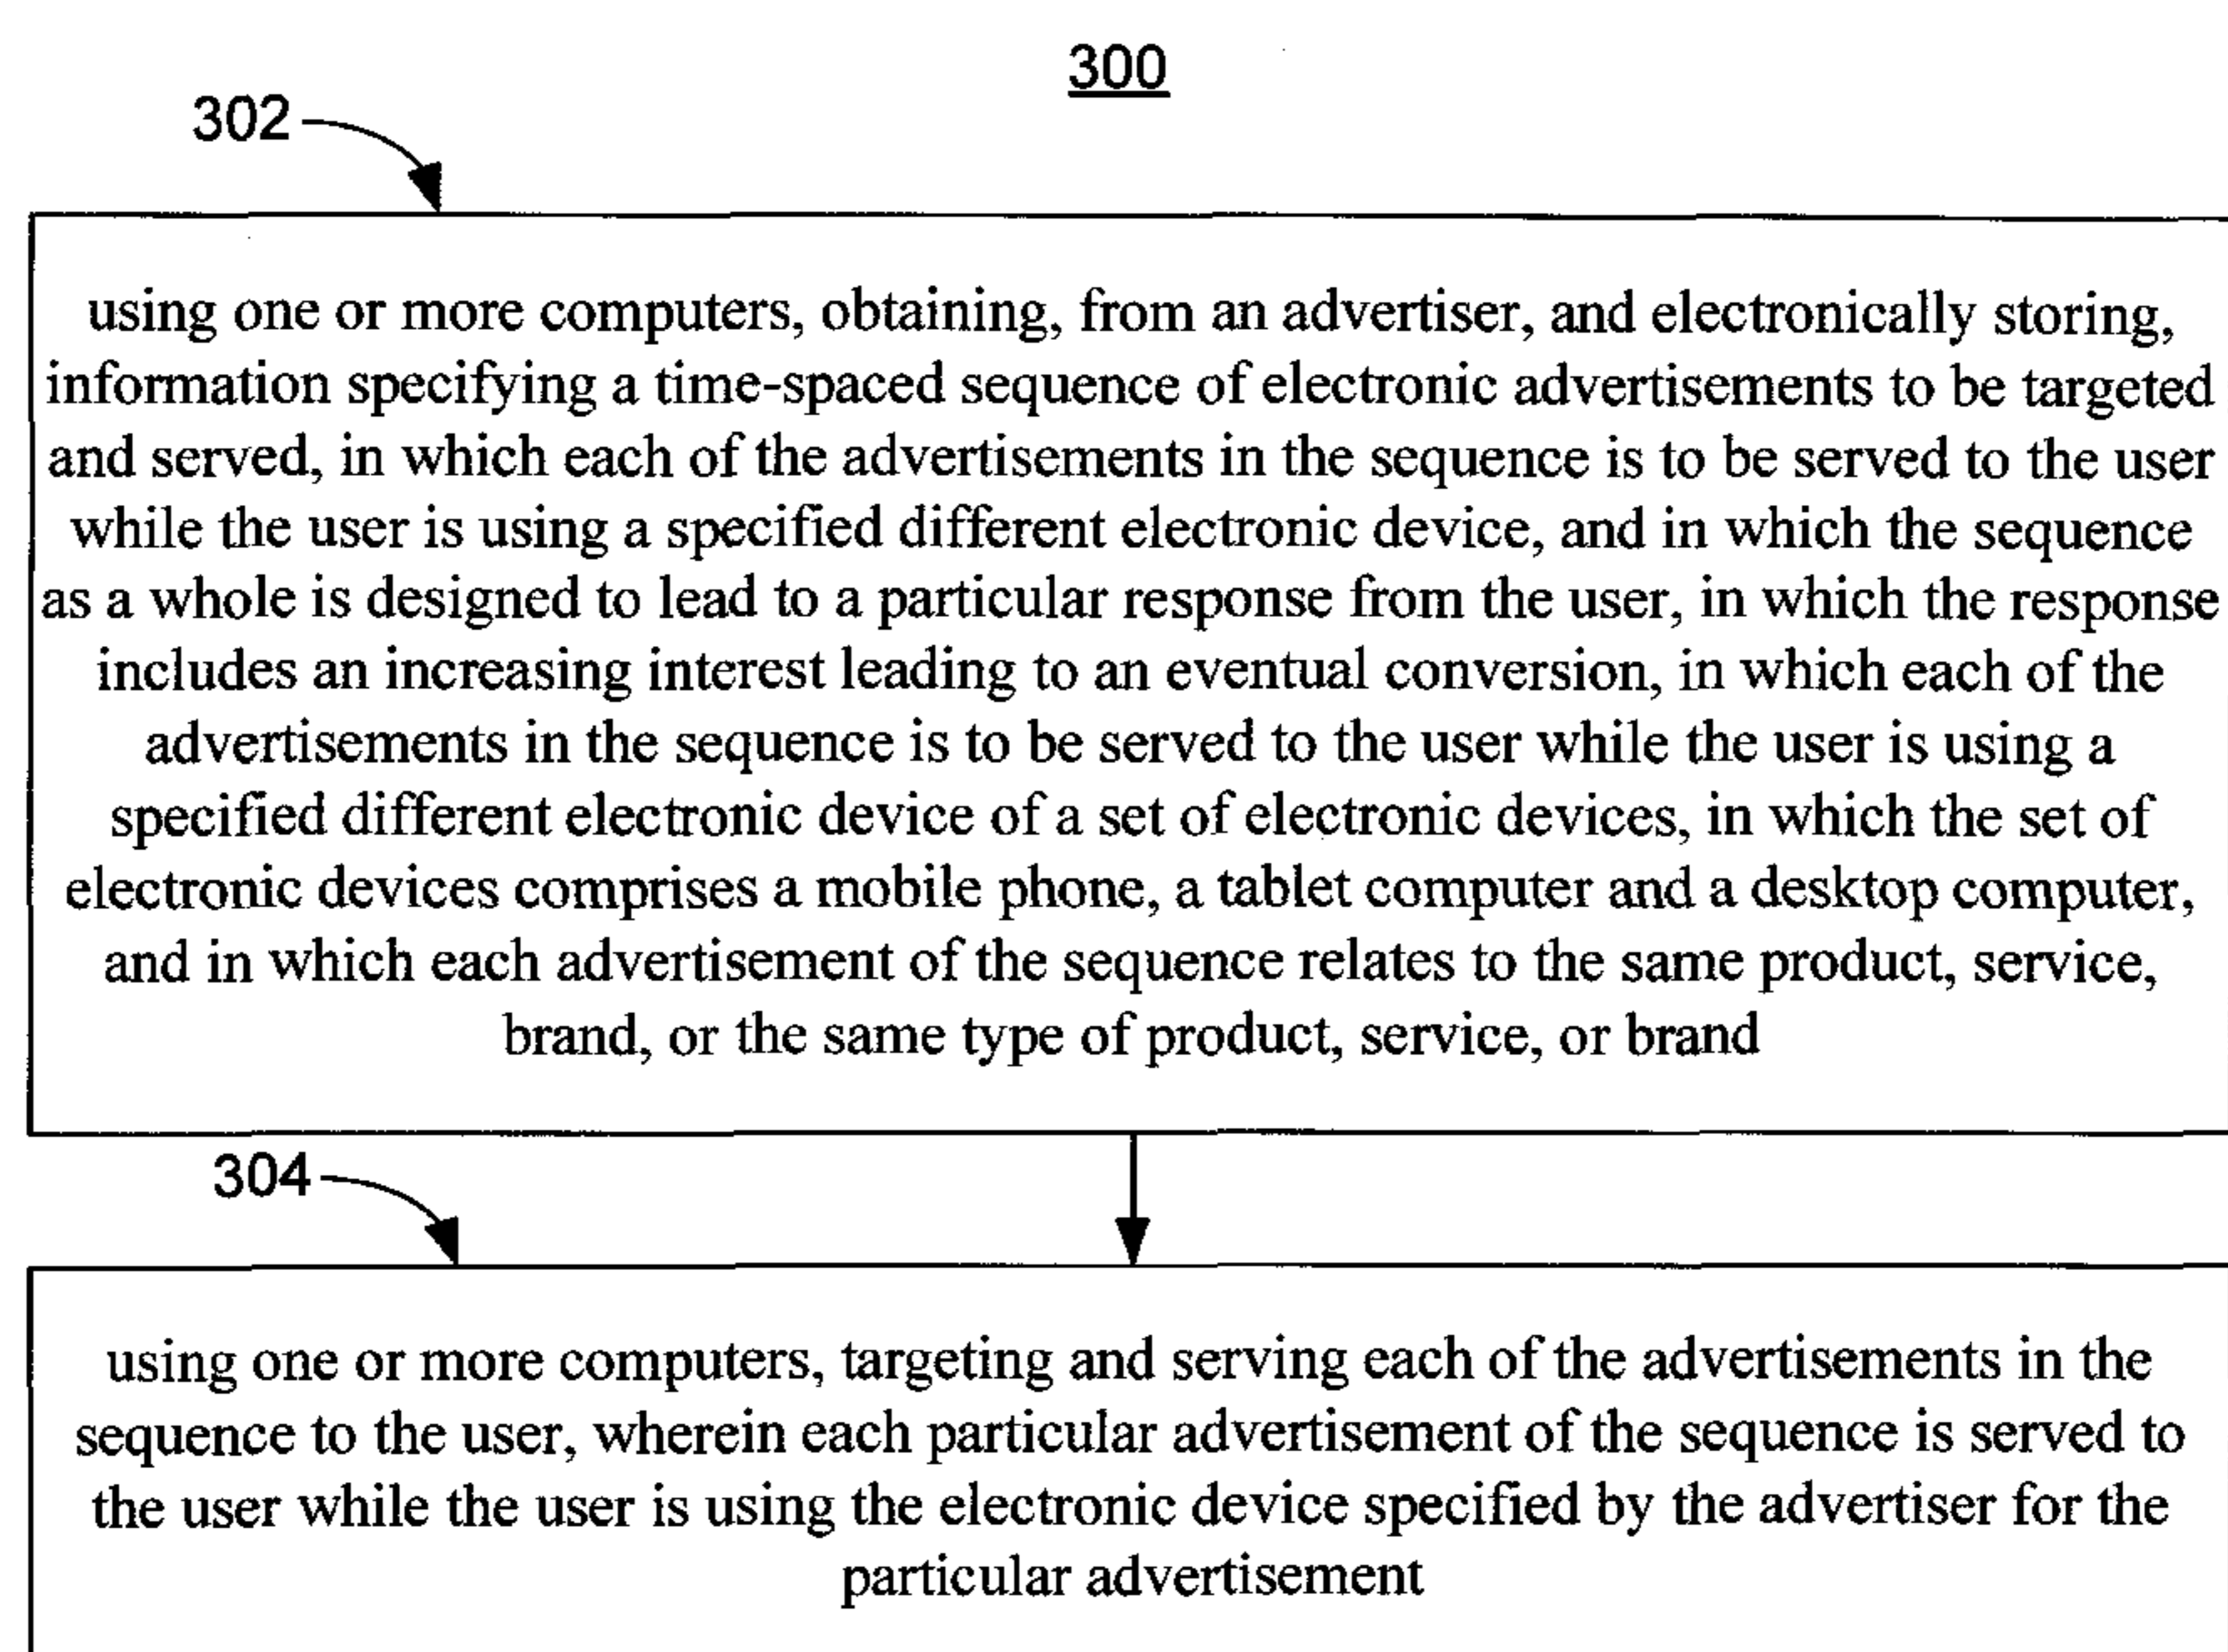 300
302
using one or more computers, obtaining, from an advertiser, and electronically storing,
information specifying a time-spaced sequence of electronic advertisements to be targeted
and served, in which each of the advertisements in the sequence is to be served to the user
while the user is using a specified different electronic device, and in which the sequence
as a whole is designed to lead to a particular response from the user, in which the response
includes an increasing interest leading to an eventual conversion, in which each of the
advertisements in the sequence is to be served to the user while the user is using a
specified different electronic device of a set of electronic devices, in which the set of
electronic devices comprises a mobile phone, a tablet computer and a desktop computer,
and in which each advertisement of the sequence relates to the same product, service,
brand, or the same type of product, service, or brand
304
using one or more computers, targeting and serving each of the advertisements in the
sequence to the user, wherein each particular advertisement of the sequence is served to
the user while the user is using the electronic device specified by the advertiser for the
particular advertisement